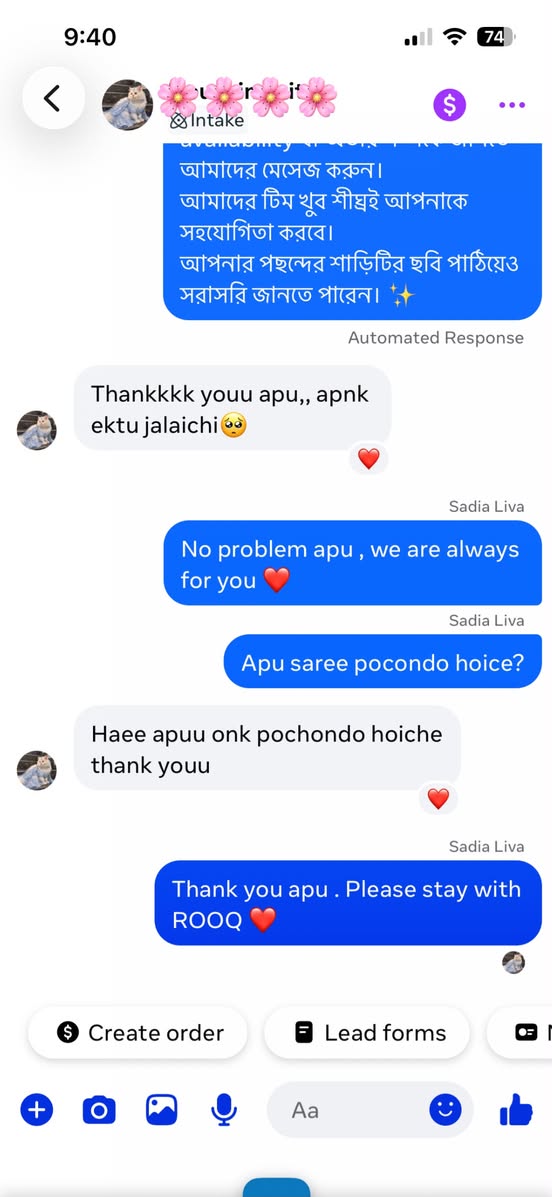 9:40
74
Intake
আমাদের মেসেজ করুন।
আমাদের টিম খুব শীঘ্রই আপনাকে
সহযোগিতা করবে।
আপনার পছন্দের শাড়িটির ছবি পাঠিয়েও
সরাসরি জানতে পারেন। ✨
Automated Response
Thankkkk youu apu,, apnk
ektu jalaichi🥺
Sadia Liva
No problem apu , we are always
for you ❤️
Sadia Liva
Apu saree pocondo hoice?
Haee apuu onk pochondo hoiche
thank youu
Sadia Liva
Thank you apu . Please stay with
ROOQ ❤️
Create order
Lead forms
Aa